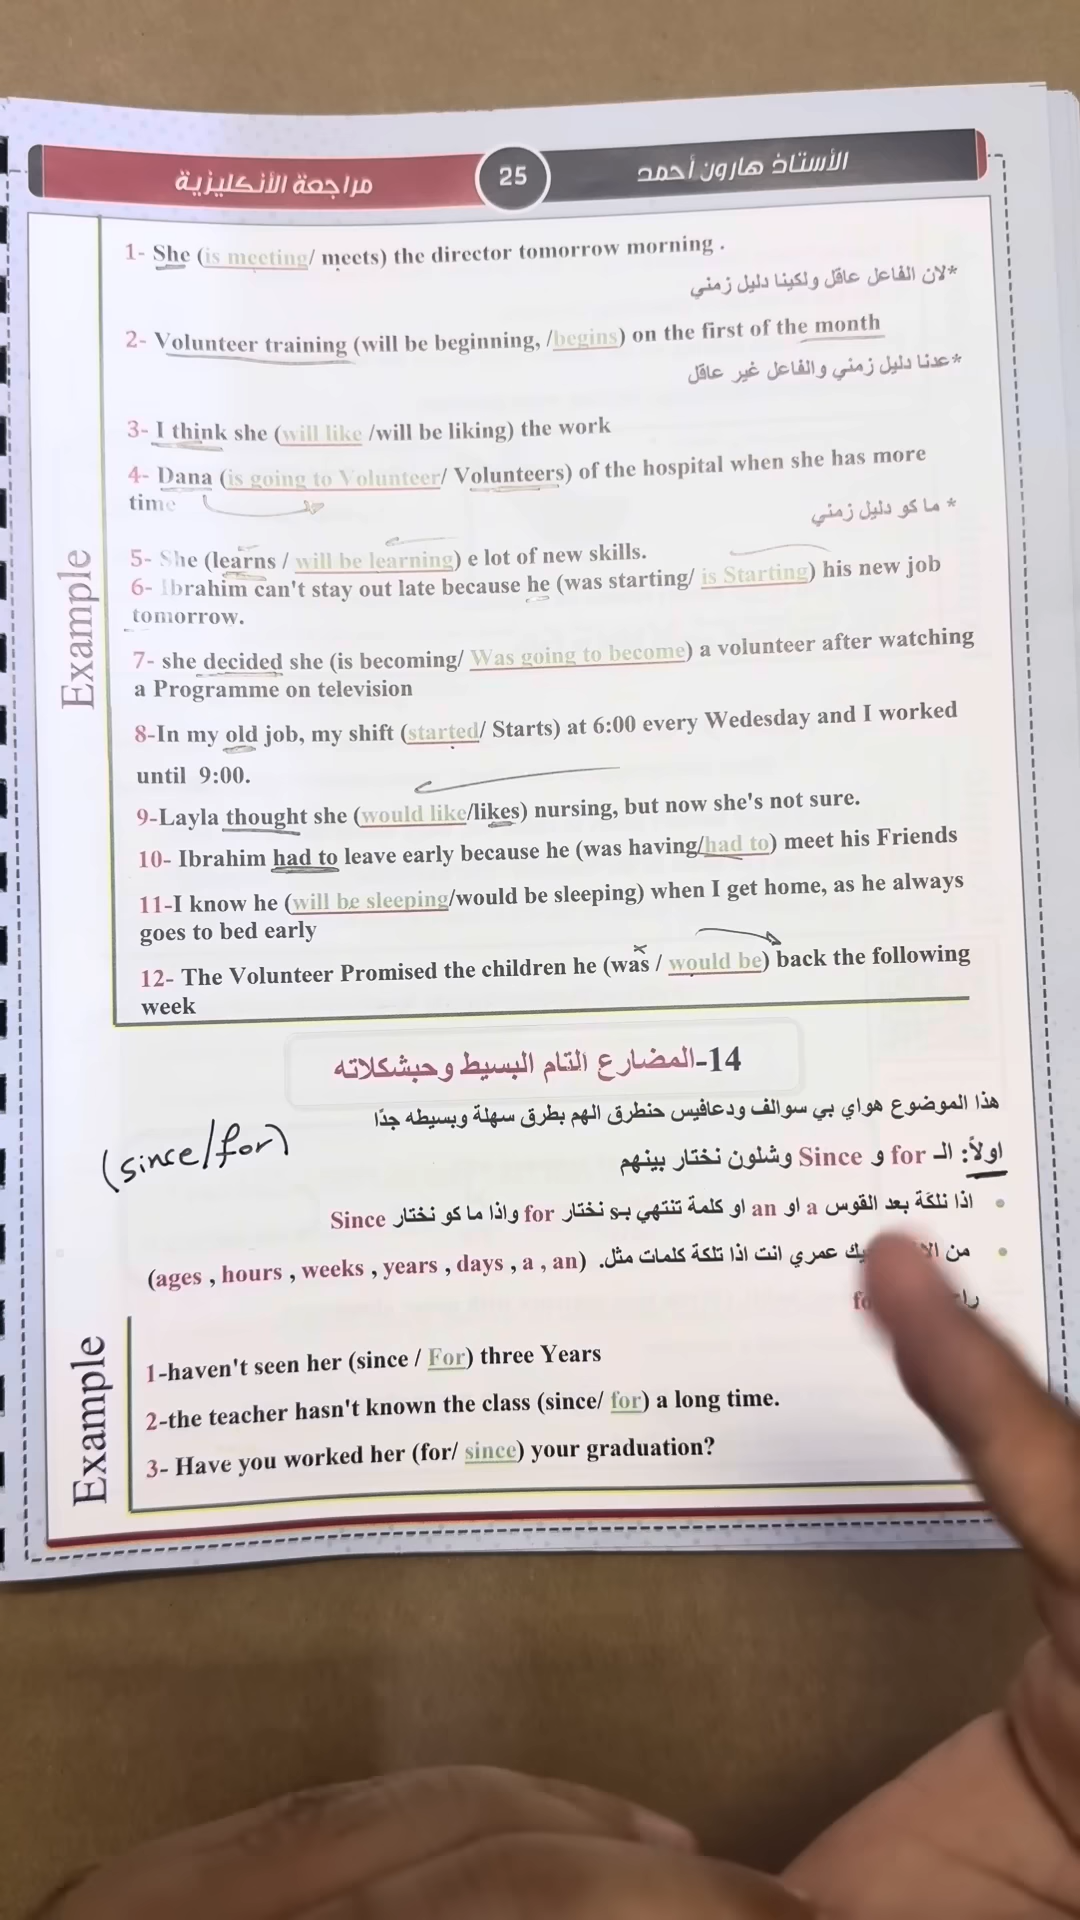 الأستاذ هارون أحمد
25
مراجعة الأنكليزية
Example
1- She (is meeting/ meets) the director tomorrow morning .
*لان الفاعل عاقل ولكينا دليل زمني
2- Volunteer training (will be beginning, /begins) on the first of the month
*عدنا دليل زمني والفاعل غير عاقل
3- I think she (will like /will be liking) the work
4- Dana (is going to Volunteer/ Volunteers) of the hospital when she has more
time
* ما كو دليل زمني
5- She (learns / will be learning) e lot of new skills.
6- Ibrahim can't stay out late because he (was starting/ is Starting) his new job
tomorrow.
7- she decided she (is becoming/ Was going to become) a volunteer after watching
a Programme on television
8-In my old job, my shift (started/ Starts) at 6:00 every Wedesday and I worked
until 9:00.
9-Layla thought she (would like/likes) nursing, but now she's not sure.
10- Ibrahim had to leave early because he (was having/had to) meet his Friends
11-I know he (will be sleeping/would be sleeping) when I get home, as he always
goes to bed early
12- The Volunteer Promised the children he (was / would be) back the following
week
14-المضارع التام البسيط وحبشكلاته
هذا الموضوع هواي بي سوالف ودعافيس حنطرق الهم بطرق سهلة وبسيطه جدًا
(since/for)
اولاً: الـ for و Since وشلون نختار بينهم
اذا نلكة بعد القوس a او an او كلمة تنتهي بـs نختار for واذا ما كو نختار Since
من عمري انت اذا تلكة كلمات مثل. (ages , hours , weeks , years , days , a , an)
Example
1-haven't seen her (since / For) three Years
2-the teacher hasn't known the class (since/ for) a long time.
3- Have you worked her (for/ since) your graduation?